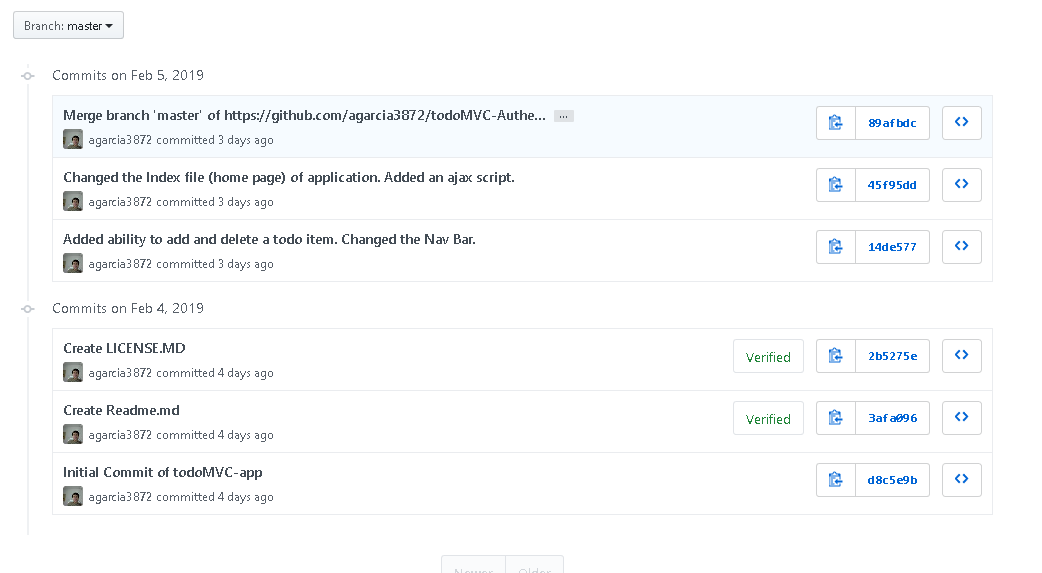 Branch: master
Commits on Feb 5, 2019
Merge branch 'master' of https://github.com/agarcia3872/todoMVC-Authe... ...
agarcia3872 committed 3 days ago
89afbdc
Changed the Index file (home page) of application. Added an ajax script.
agarcia3872 committed 3 days ago
45f95dd
Added ability to add and delete a todo item. Changed the Nav Bar.
agarcia3872 committed 3 days ago
14de577
Commits on Feb 4, 2019
Create LICENSE.MD
agarcia3872 committed 4 days ago
Verified
2b5275e
Create Readme.md
agarcia3872 committed 4 days ago
Verified
3afa096
Initial Commit of todoMVC-app
agarcia3872 committed 4 days ago
d8c5e9b
Newer Older